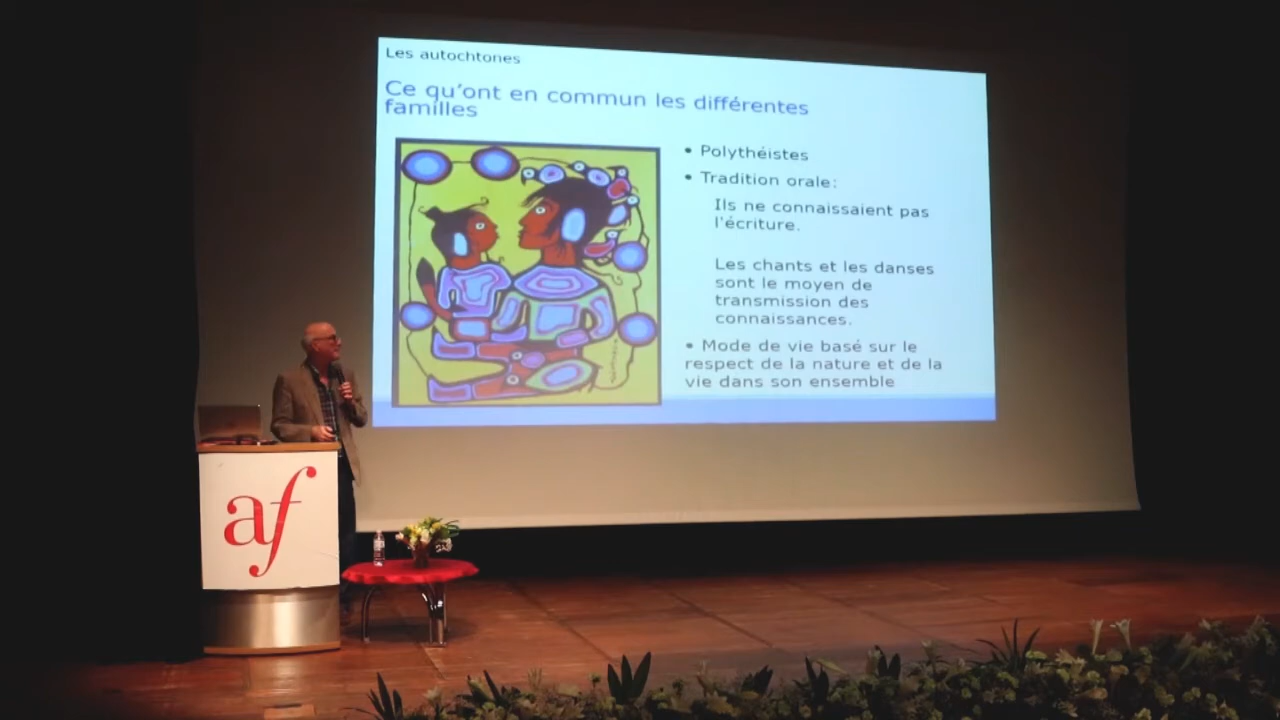 Les autochtones
Ce qu’ont en commun les différentes
familles
• Polythéistes
• Tradition orale:
Ils ne connaissaient pas
l'écriture.
Les chants et les danses
sont le moyen de
transmission des
connaissances.
• Mode de vie basé sur le
respect de la nature et de la
vie dans son ensemble
af